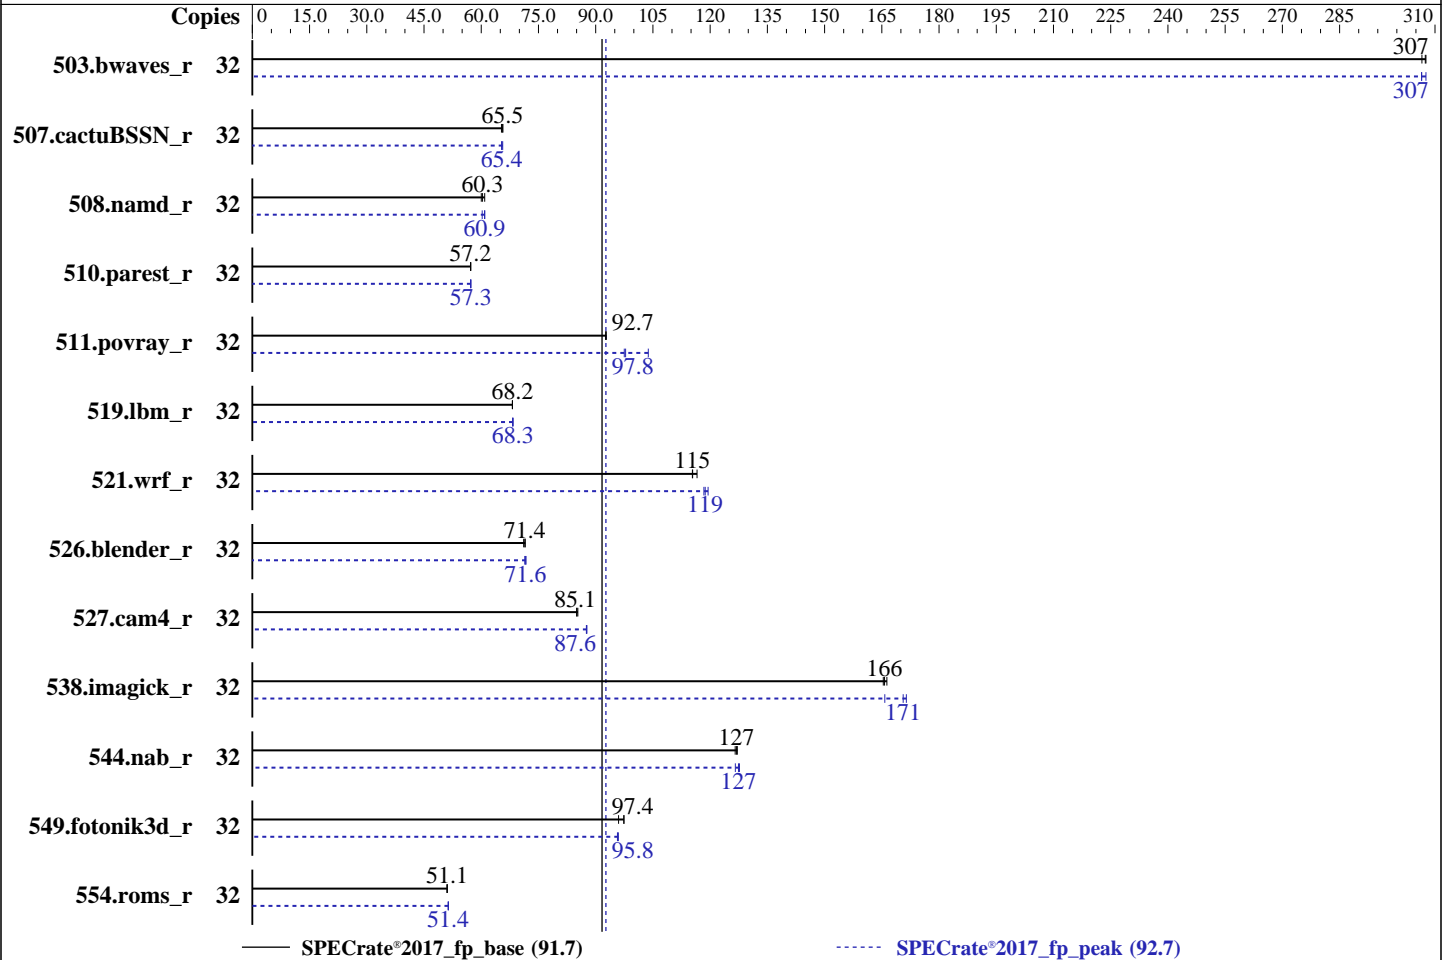 Copies 0 15.0 30.0 45.0 60.0 75.0 90.0 105 120 135 150 165 180 195 210 225 240 255 270 285 310
307
503.bwaves_r 32
307
65.5
507.cactuBSSN_r 32
65.4
60.3
508.namd_r 32
60.9
57.2
510.parest_r 32
57.3
92.7
511.povray_r 32
97.8
68.2
519.lbm_r 32
68.3
115
521.wrf_r 32
119
71.4
526.blender_r 32
71.6
85.1
527.cam4_r 32
87.6
166
538.imagick_r 32
171
127
544.nab_r 32
127
97.4
549.fotonik3d_r 32
95.8
51.1
554.roms_r 32
51.4
SPECrate®2017_fp_base (91.7) SPECrate®2017_fp_peak (92.7)